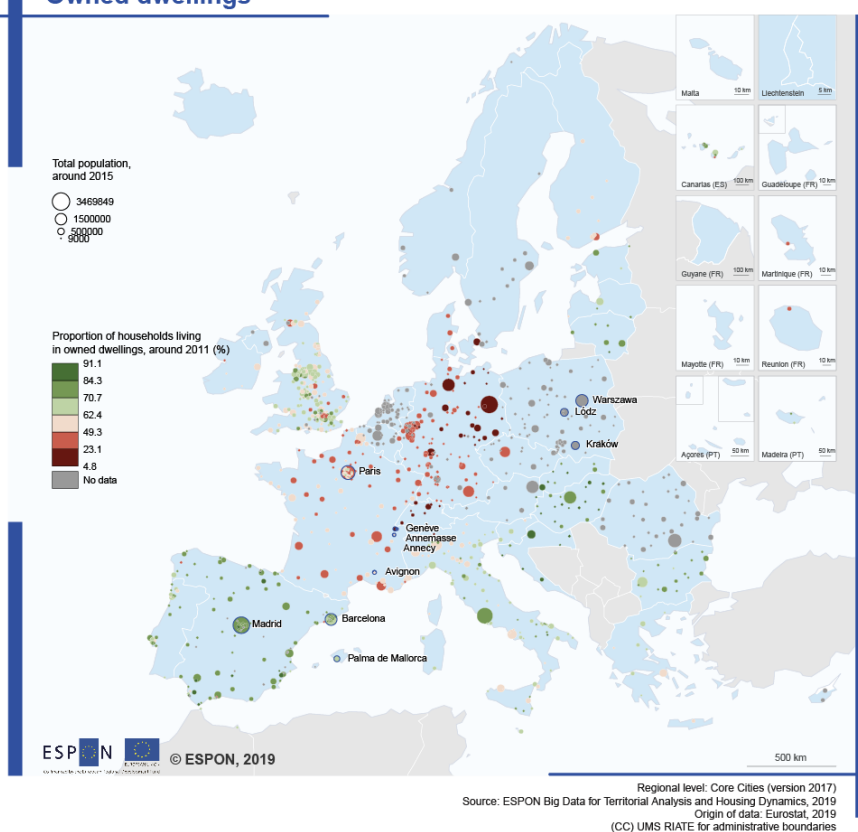 Owned dwellings
Malta
10 km
Liechtenstein
5 km
Total population,
around 2015
3469849
1500000
500000
9000
Canarias (ES)
100 km
Guadeloupe (FR)
10 km
Guyane (FR)
100 km
Martinique (FR)
10 km
Mayotte (FR)
10 km
Reunion (FR)
10 km
Açores (PT)
50 km
Madeira (PT)
50 km
Proportion of households living
in owned dwellings, around 2011 (%)
91.1
84.3
70.7
62.4
49.3
23.1
4.8
No data
Warszawa
Lódz
Kraków
Paris
Genève
Annemasse
Annecy
Avignon
Madrid
Barcelona
Palma de Mallorca
ESPON
© ESPON, 2019
500 km
Regional level: Core Cities (version 2017)
Source: ESPON Big Data for Territorial Analysis and Housing Dynamics, 2019
Origin of data: Eurostat, 2019
(CC) UMS RIATE for administrative boundaries